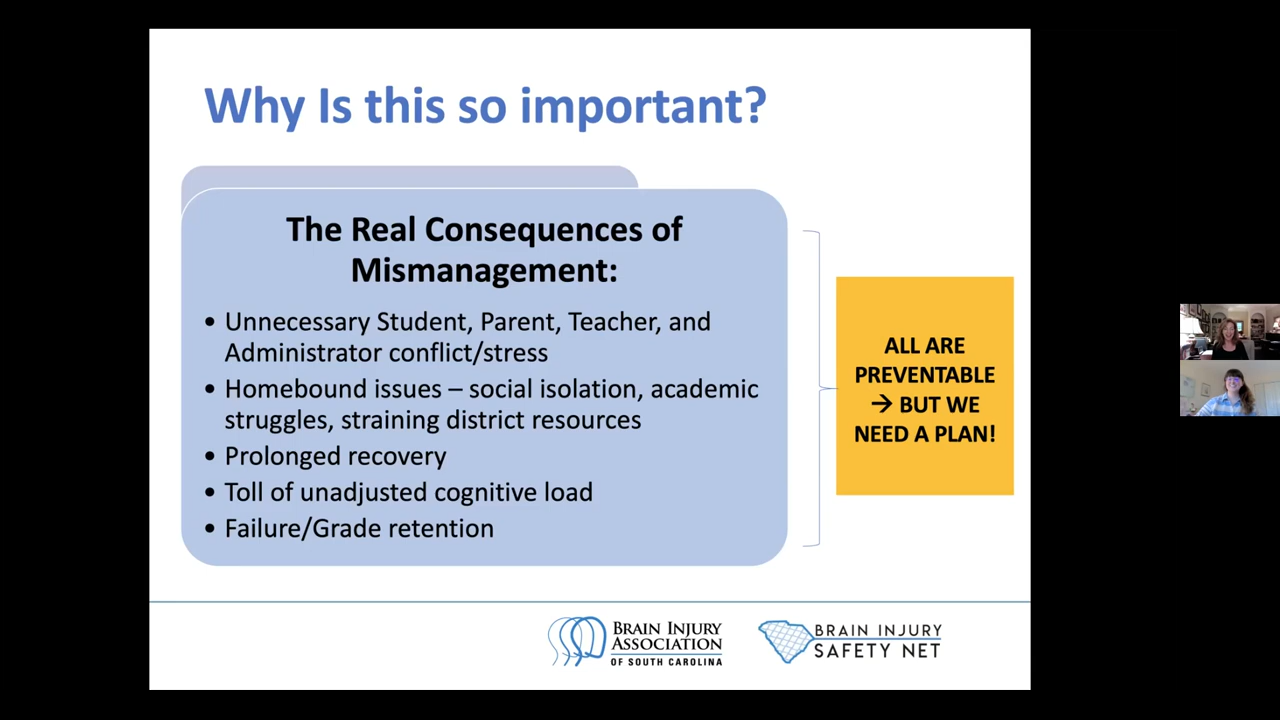 Why Is this so important?
The Real Consequences of
Mismanagement:
• Unnecessary Student, Parent, Teacher, and
Administrator conflict/stress
• Homebound issues – social isolation, academic
struggles, straining district resources
• Prolonged recovery
• Toll of unadjusted cognitive load
• Failure/Grade retention
ALL ARE
PREVENTABLE
→ BUT WE
NEED A PLAN!
BRAIN INJURY
ASSOCIATION
OF SOUTH CAROLINA
BRAIN INJURY
SAFETY NET